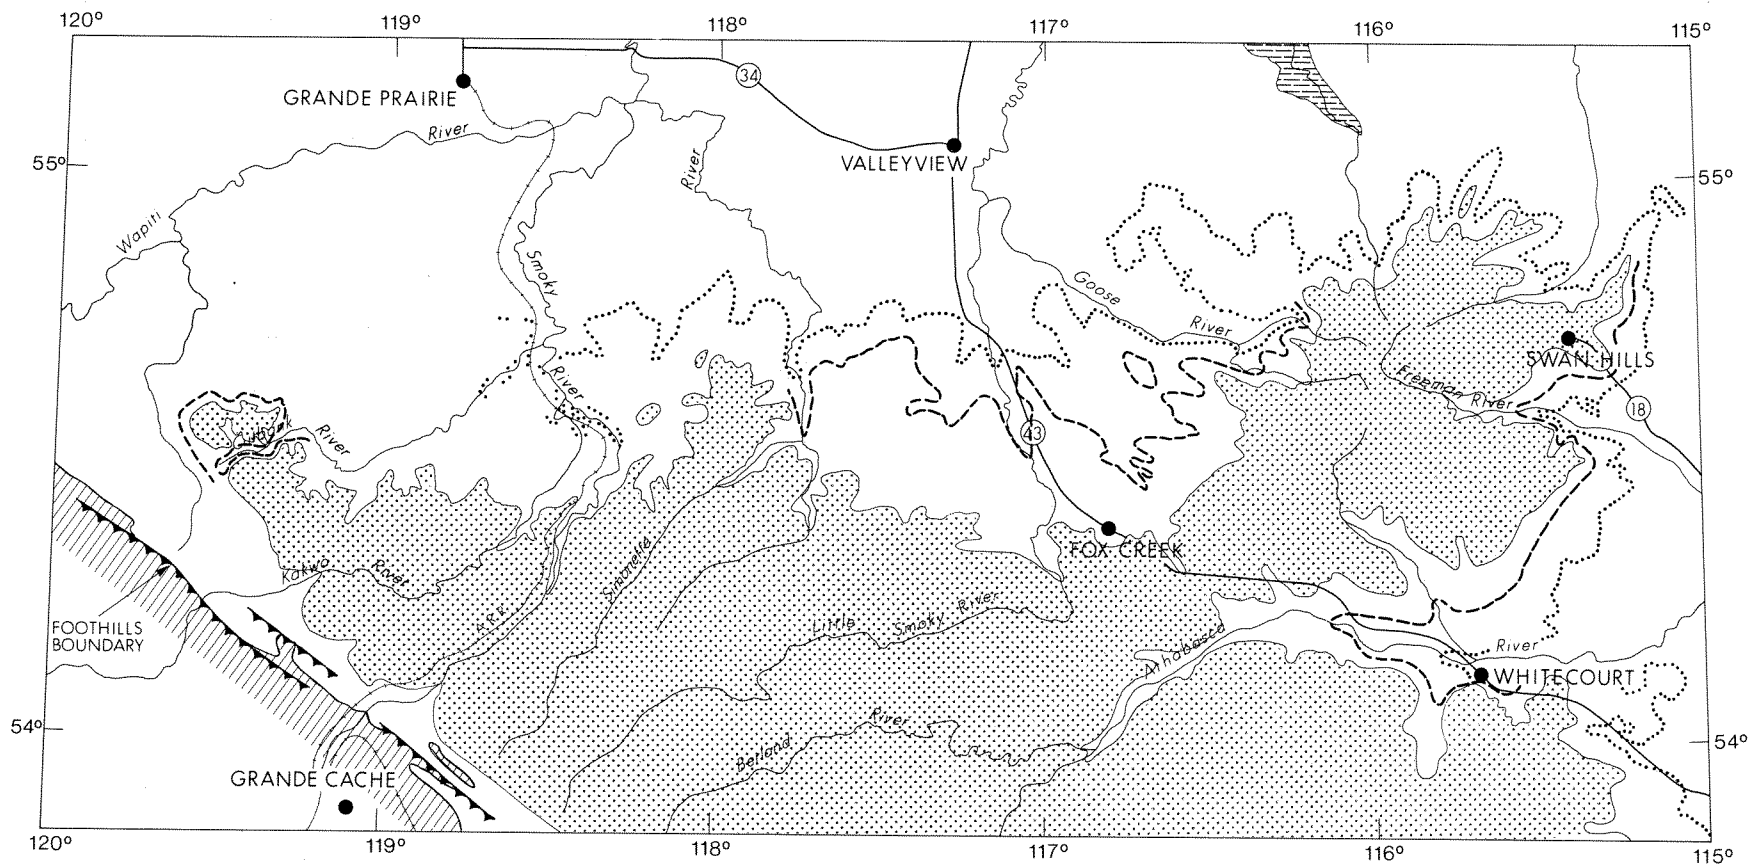 120°
119°
118°
117°
116°
115°
34
GRANDE PRAIRIE
River
55°
VALLEYVIEW
River
55°
Wapiti
Smoky
Goose
River
SWAN HILLS
River
Freeman River
18
River
43
FOX CREEK
Kakwa
River
Simonette
A.R.R.
FOOTHILLS
BOUNDARY
Little Smoky River
Athabasca
River
WHITECOURT
54°
River
Berland
54°
GRANDE CACHE
120°
119°
118°
117°
116°
115°